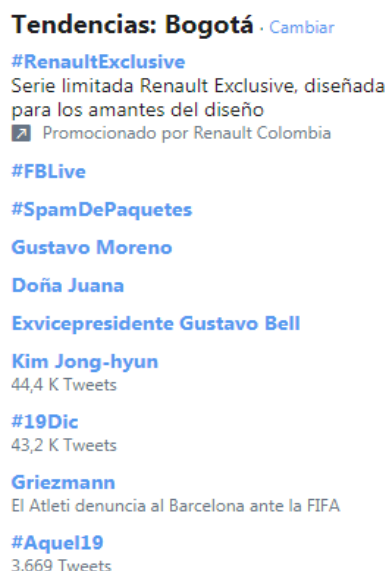 Tendencias: Bogotá · Cambiar
#RenaultExclusive
Serie limitada Renault Exclusive, diseñada
para los amantes del diseño
Promocionado por Renault Colombia
#FBLive
#SpamDePaquetes
Gustavo Moreno
Doña Juana
Exvicepresidente Gustavo Bell
Kim Jong-hyun
44,4 K Tweets
#19Dic
43,2 K Tweets
Griezmann
El Atleti denuncia al Barcelona ante la FIFA
#Aquel19
3.669 Tweets